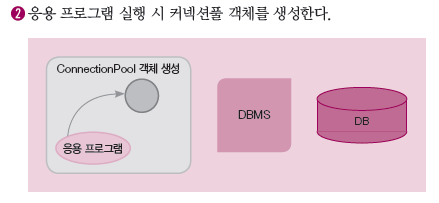 ❷ 응용 프로그램 실행 시 커넥션풀 객체를 생성한다.
ConnectionPool 객체 생성
응용 프로그램
DBMS
DB